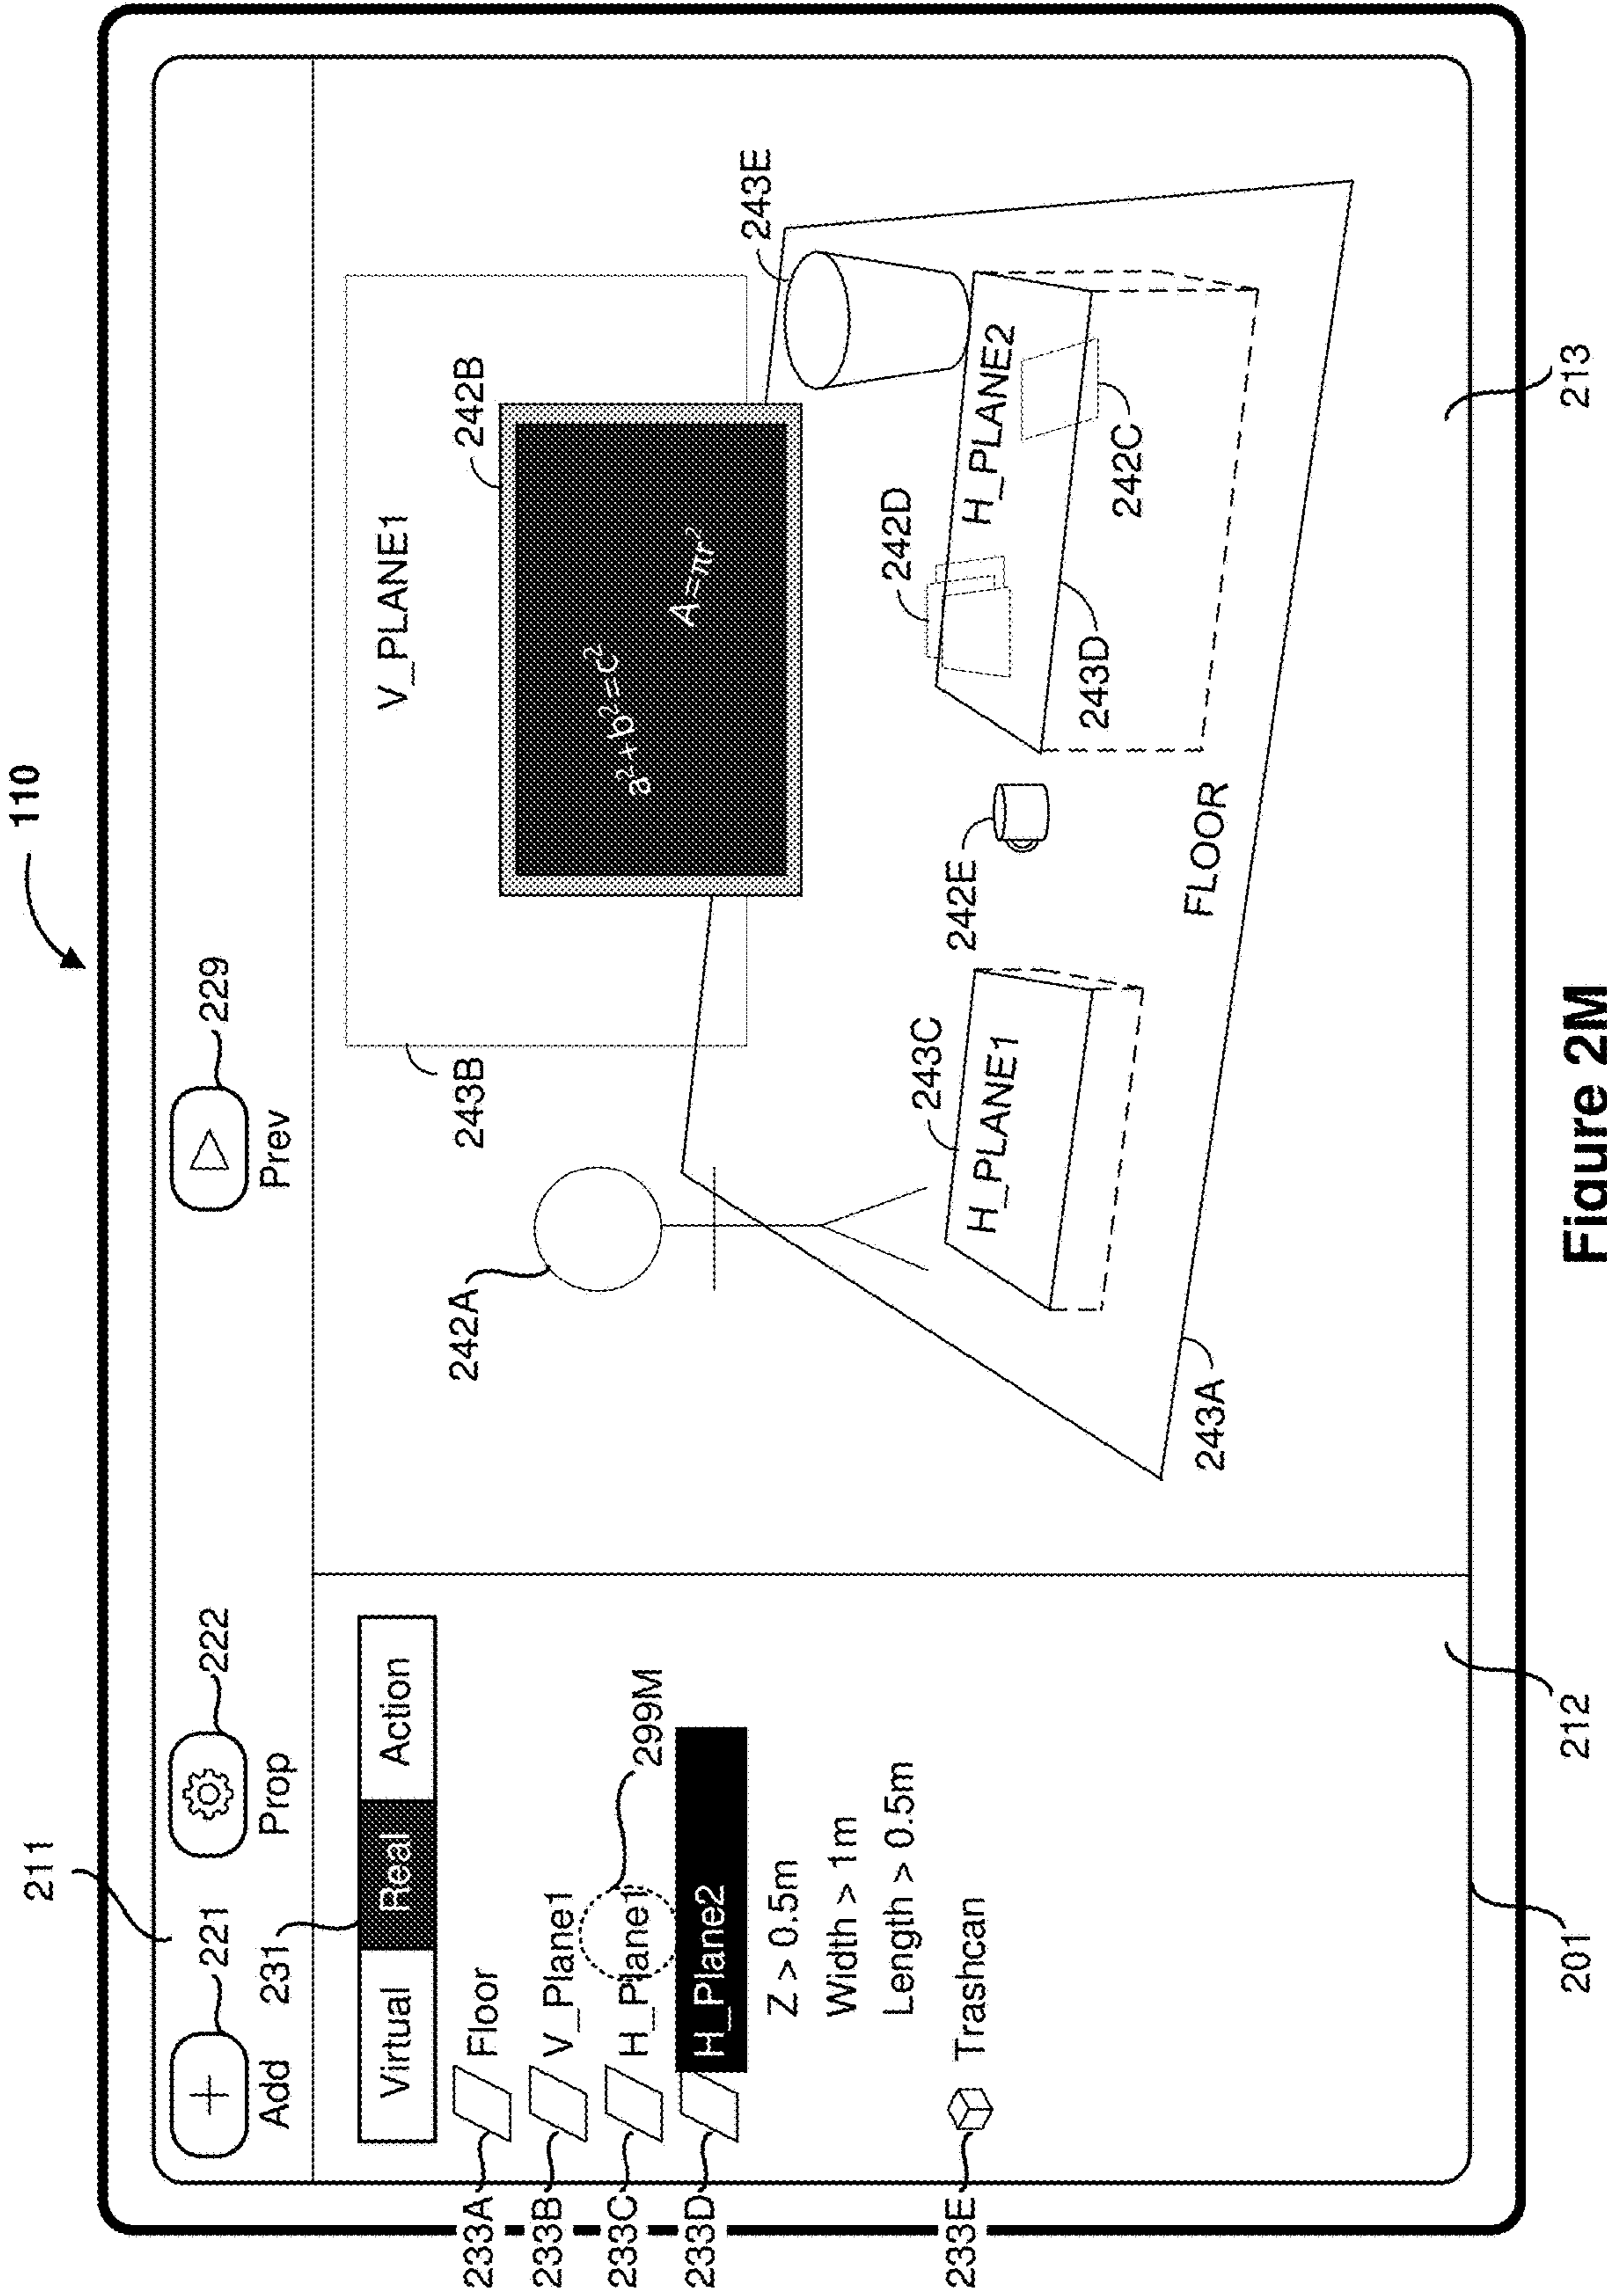 110
211
221
222
229
Add
Prop
Prev
231
Virtual
Real
Action
233A
Floor
233B
V_Plane1
233C
H_Plane1
299M
233D
H_Plane2
Z > 0.5m
Width > 1m
Length > 0.5m
233E
Trashcan
242A
243B
V_PLANE1
242B
a²+b²=c²
A=πr²
243E
243C
H_PLANE1
242E
242D
H_PLANE2
242C
243D
FLOOR
243A
201
212
213
Figure 2M